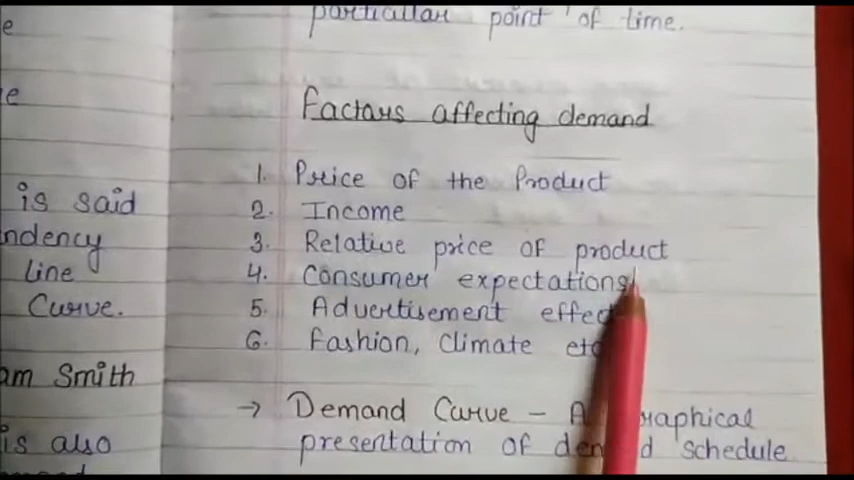 particular point of time.
Factors affecting demand
1. Price of the Product
2. Income
3. Relative price of product
4. Consumer expectations
5. Advertisement effect
6. Fashion, Climate etc
→ Demand Curve – A graphical
presentation of demand schedule
e
e
is said
ndency
line
Curve.
am Smith
is also